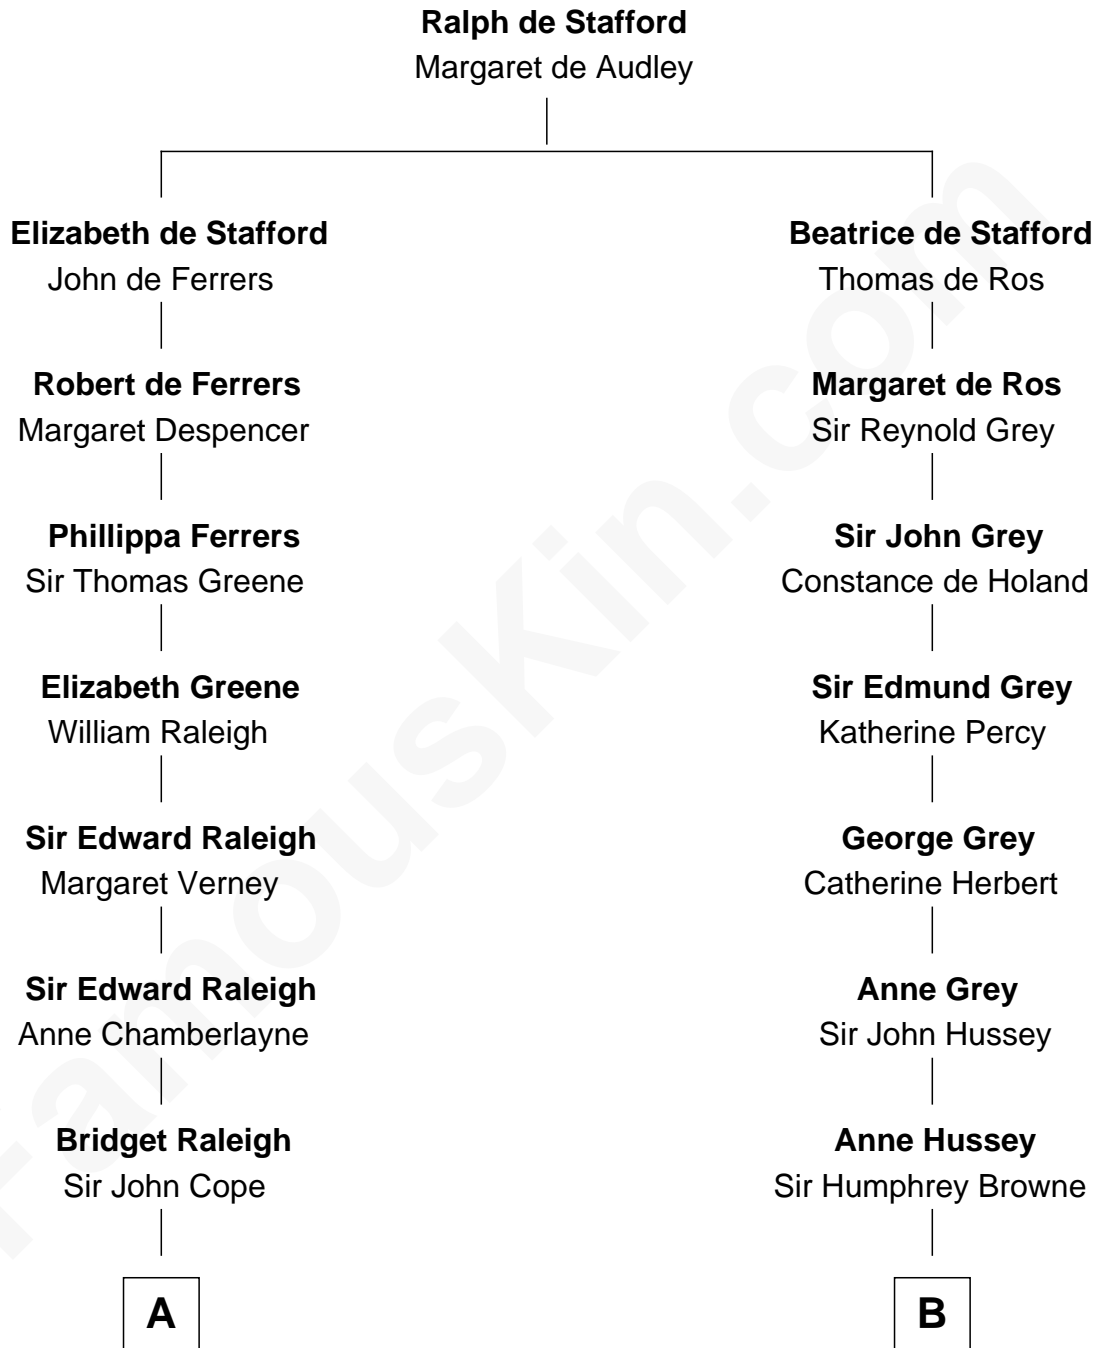 Ralph de Stafford
Margaret de Audley
Elizabeth de Stafford
John de Ferrers
Beatrice de Stafford
Thomas de Ros
Robert de Ferrers
Margaret Despencer
Margaret de Ros
Sir Reynold Grey
Phillippa Ferrers
Sir Thomas Greene
Sir John Grey
Constance de Holand
Elizabeth Greene
William Raleigh
Sir Edmund Grey
Katherine Percy
Sir Edward Raleigh
Margaret Verney
George Grey
Catherine Herbert
Sir Edward Raleigh
Anne Chamberlayne
Anne Grey
Sir John Hussey
Bridget Raleigh
Sir John Cope
Anne Hussey
Sir Humphrey Browne
A
B
FamousKin.com